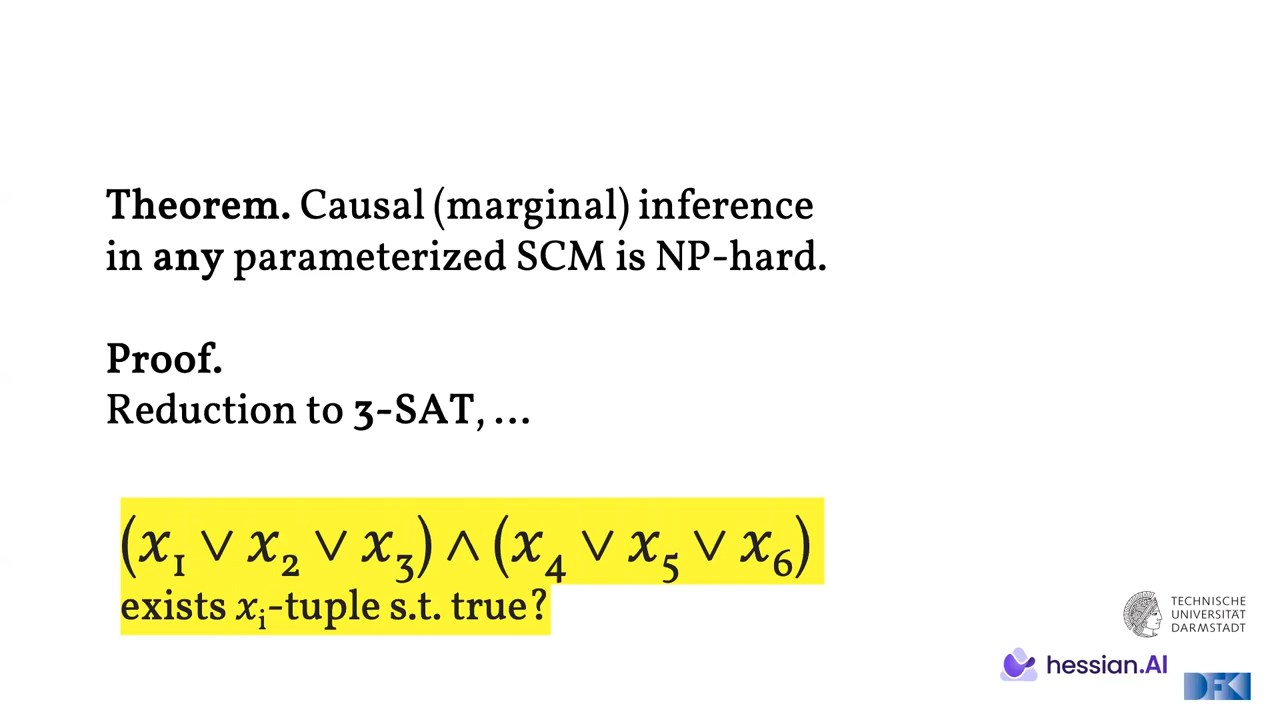 Theorem. Causal (marginal) inference
in any parameterized SCM is NP-hard.
Proof.
Reduction to 3-SAT, ...
(x₁ ∨ x₂ ∨ x₃) ∧ (x₄ ∨ x₅ ∨ x₆)
exists xᵢ-tuple s.t. true?
TECHNISCHE
UNIVERSITÄT
DARMSTADT
hessian.AI
DFKI